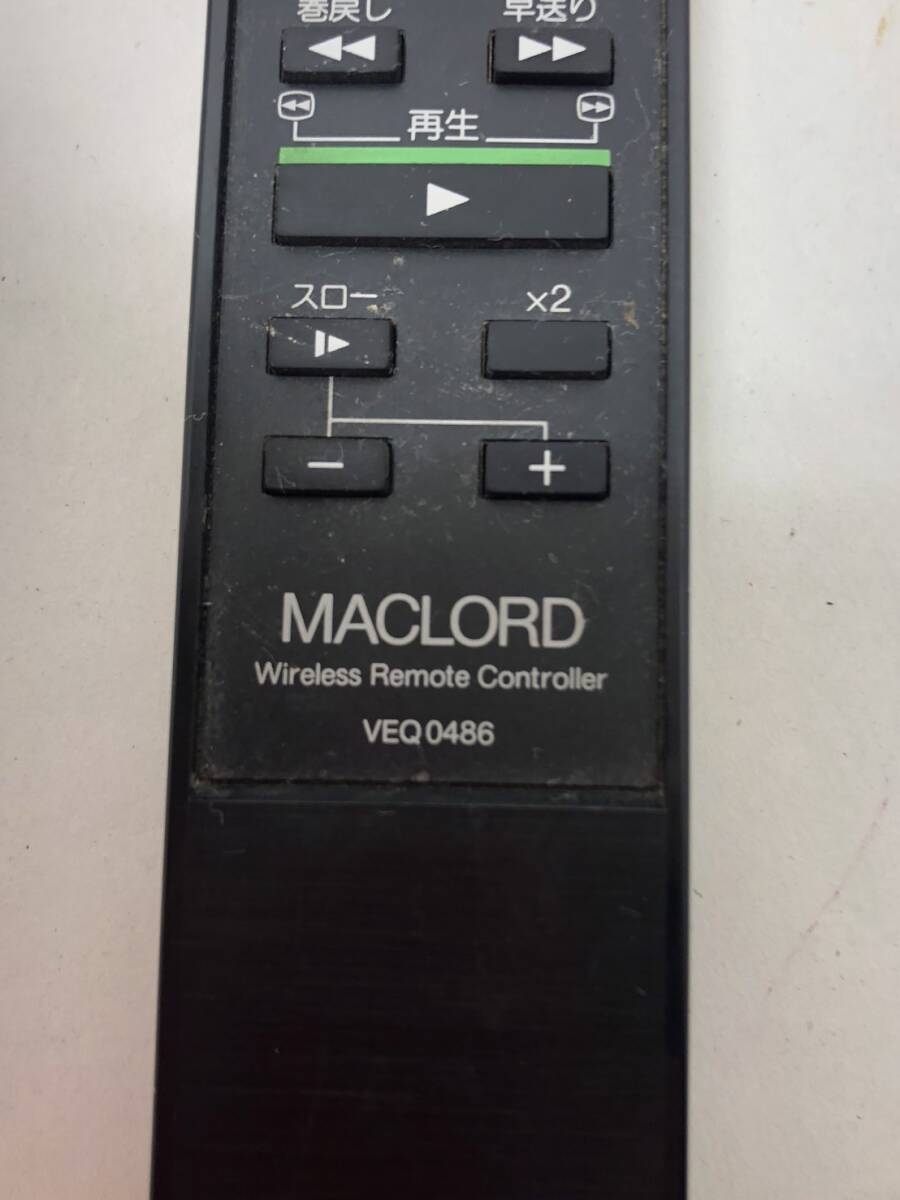 巻戻し 早送り
再生
スロー ×2
− +
MACLORD
Wireless Remote Controller
VEQ0486